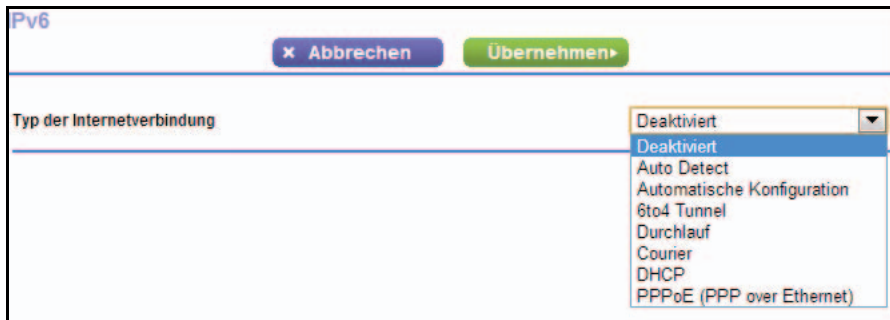 IPv6
× Abbrechen Übernehmen▸
Typ der Internetverbindung Deaktiviert
Deaktiviert
Auto Detect
Automatische Konfiguration
6to4 Tunnel
Durchlauf
Courier
DHCP
PPPoE (PPP over Ethernet)